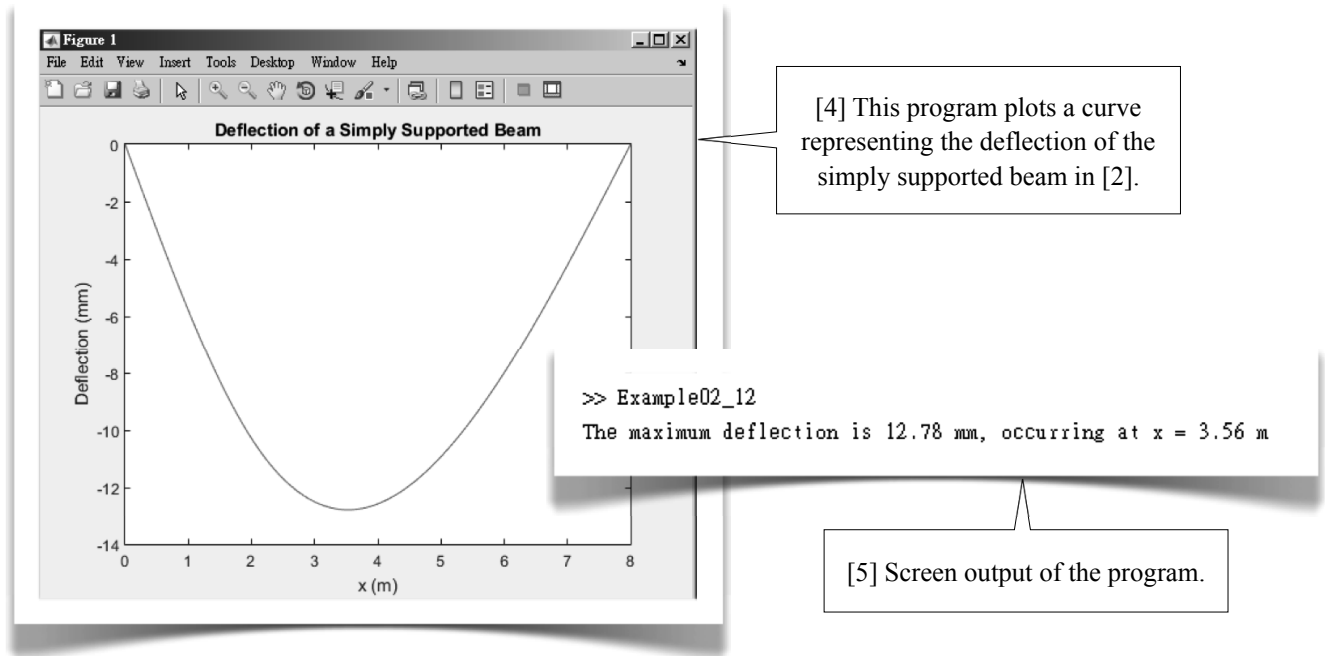 Figure 1
File Edit View Insert Tools Desktop Window Help
Deflection of a Simply Supported Beam
0
-2
-4
-6
-8
-10
-12
-14
Deflection (mm)
0 1 2 3 4 5 6 7 8
x (m)
[4] This program plots a curve
representing the deflection of the
simply supported beam in [2].
>> Example02_12
The maximum deflection is 12.78 mm, occurring at x = 3.56 m
[5] Screen output of the program.